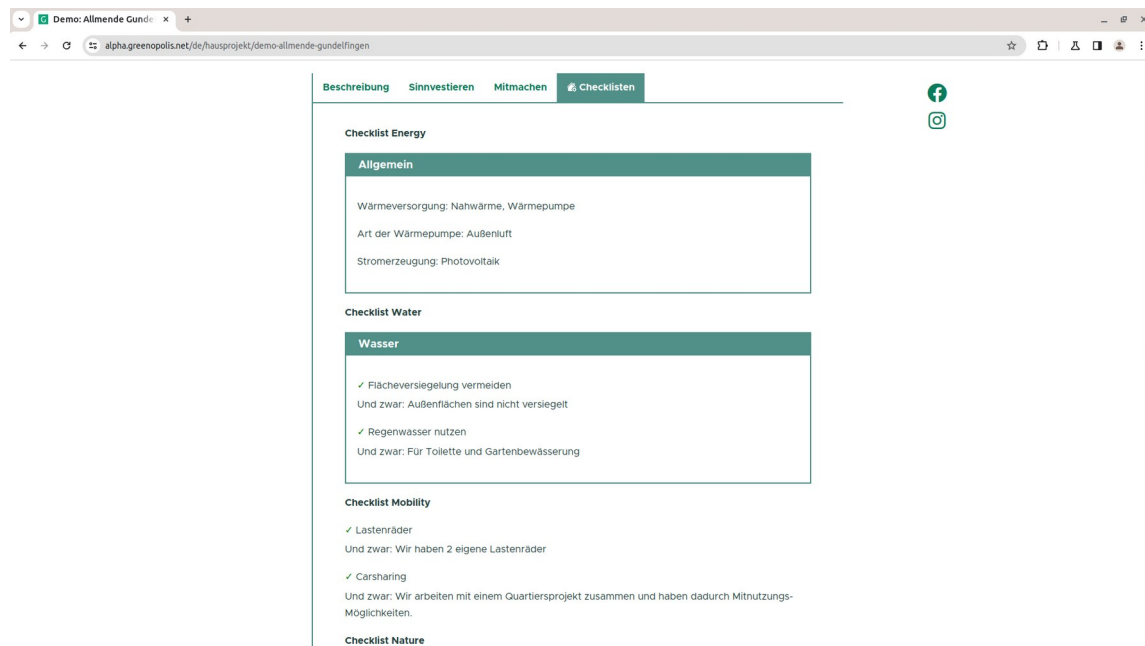 Demo: Allmende Gunde
alpha.greenopolis.net/de/hausprojekt/demo-allmende-gundelfingen
Beschreibung Sinnvestieren Mitmachen Checklisten
Checklist Energy
Allgemein
Wärmeversorgung: Nahwärme, Wärmepumpe
Art der Wärmepumpe: Außenluft
Stromerzeugung: Photovoltaik
Checklist Water
Wasser
✓ Flächeversiegelung vermeiden
Und zwar: Außenflächen sind nicht versiegelt
✓ Regenwasser nutzen
Und zwar: Für Toilette und Gartenbewässerung
Checklist Mobility
✓ Lastenräder
Und zwar: Wir haben 2 eigene Lastenräder
✓ Carsharing
Und zwar: Wir arbeiten mit einem Quartiersprojekt zusammen und haben dadurch Mitnutzungs-
Möglichkeiten.
Checklist Nature